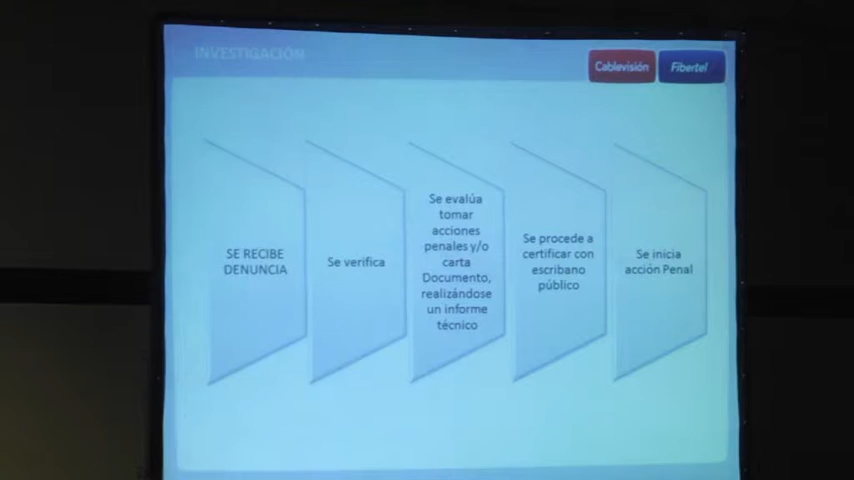 INVESTIGACIÓN
Cablevisión
Fibertel
SE RECIBE
DENUNCIA
Se verifica
Se evalúa
tomar
acciones
penales y/o
carta
Documento,
realizándose
un informe
técnico
Se procede a
certificar con
escribano
público
Se inicia
acción Penal